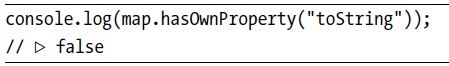 console.log(map.hasOwnProperty("toString"));
// ▷ false